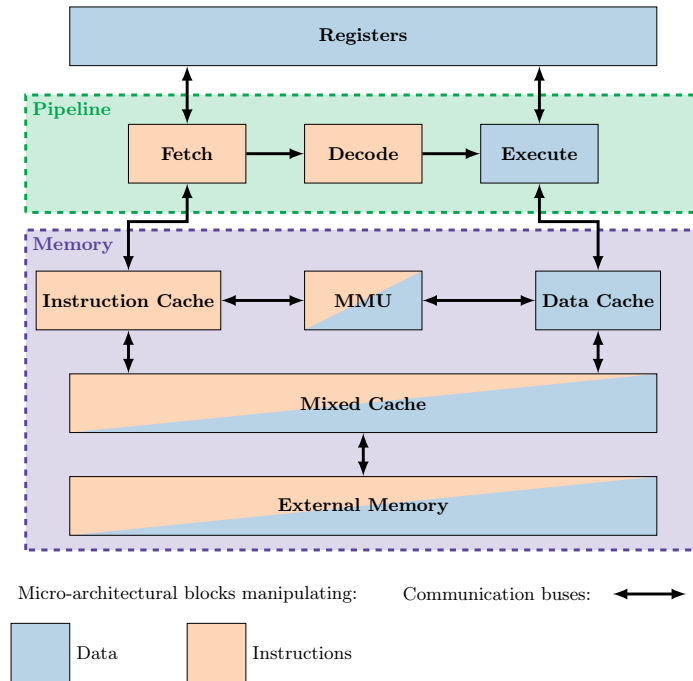 Registers
Pipeline
Fetch
Decode
Execute
Memory
Instruction Cache
MMU
Data Cache
Mixed Cache
External Memory
Micro-architectural blocks manipulating:
Communication buses:
Data
Instructions